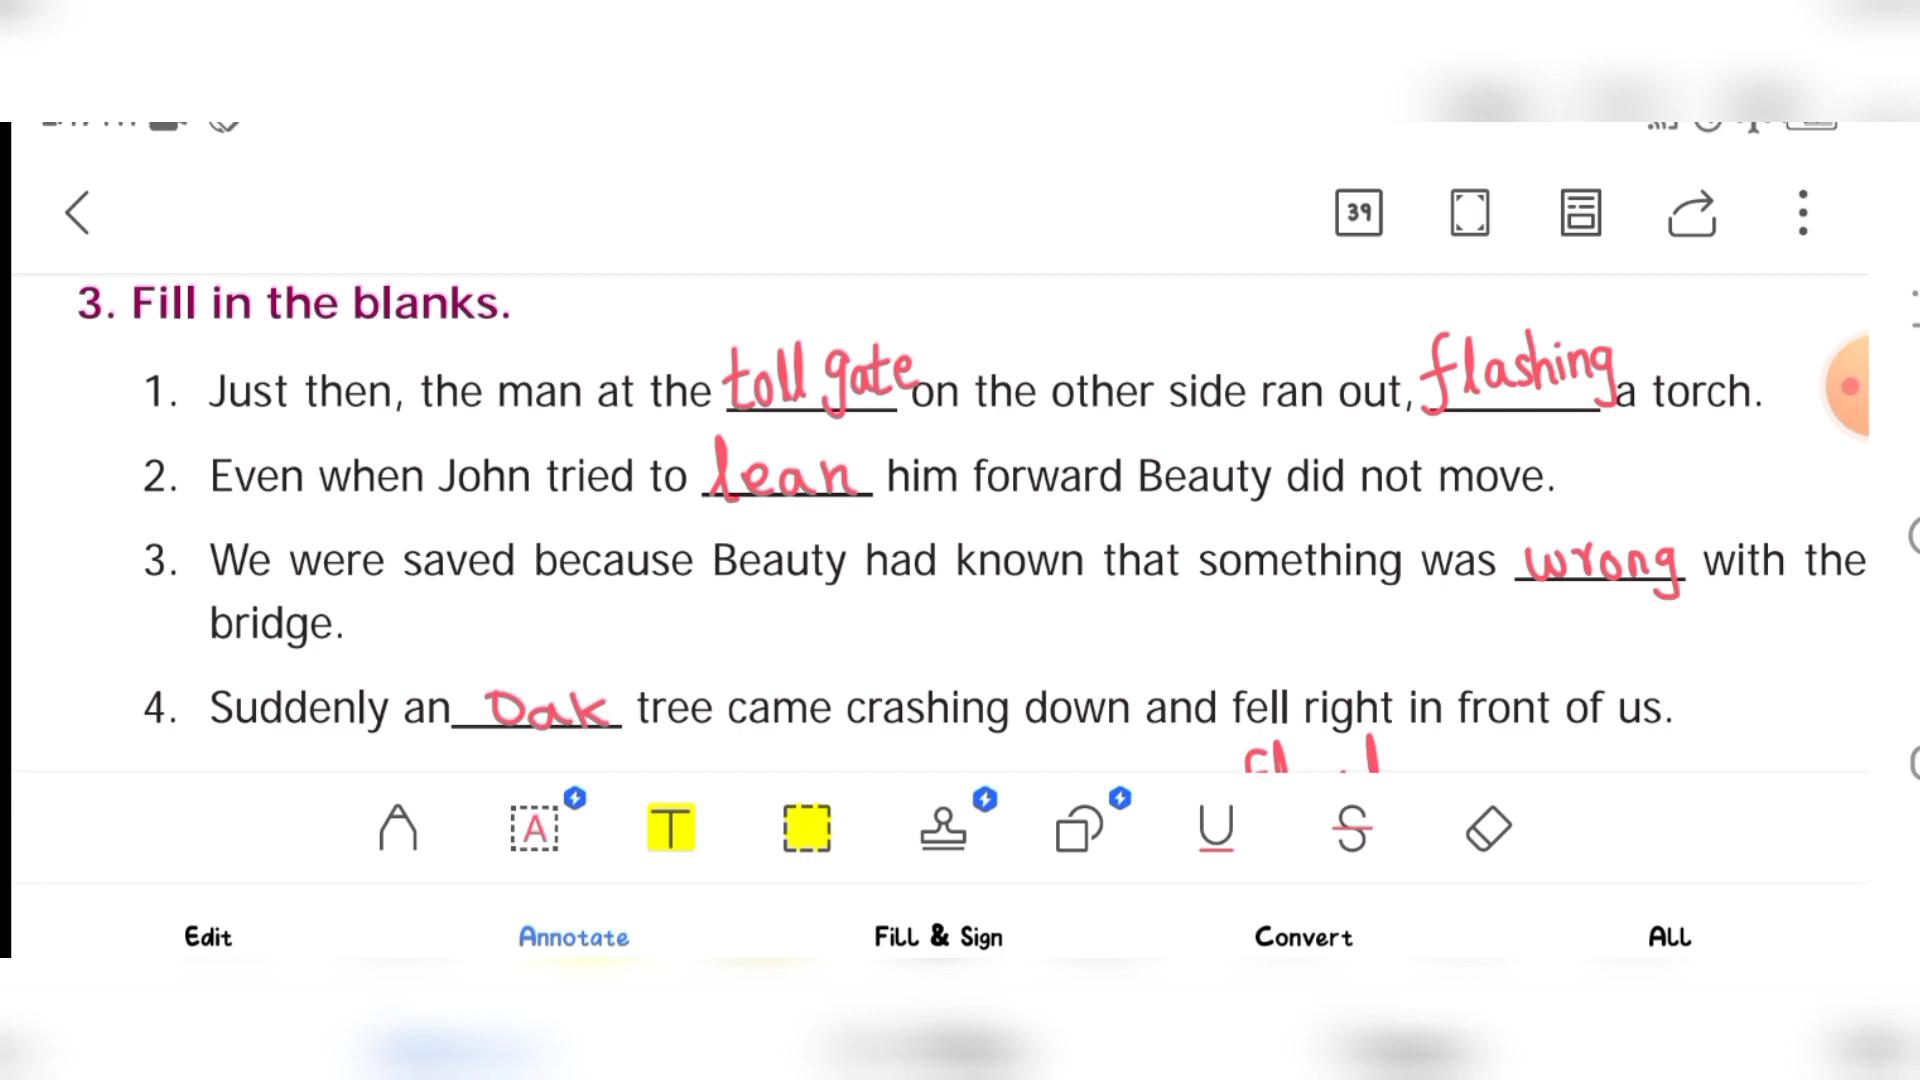 39
3. Fill in the blanks.
1. Just then, the man at the toll gate on the other side ran out, flashing a torch.
2. Even when John tried to lean him forward Beauty did not move.
3. We were saved because Beauty had known that something was wrong with the
bridge.
4. Suddenly an Oak tree came crashing down and fell right in front of us.
A T U S
Edit Annotate Fill & Sign Convert All